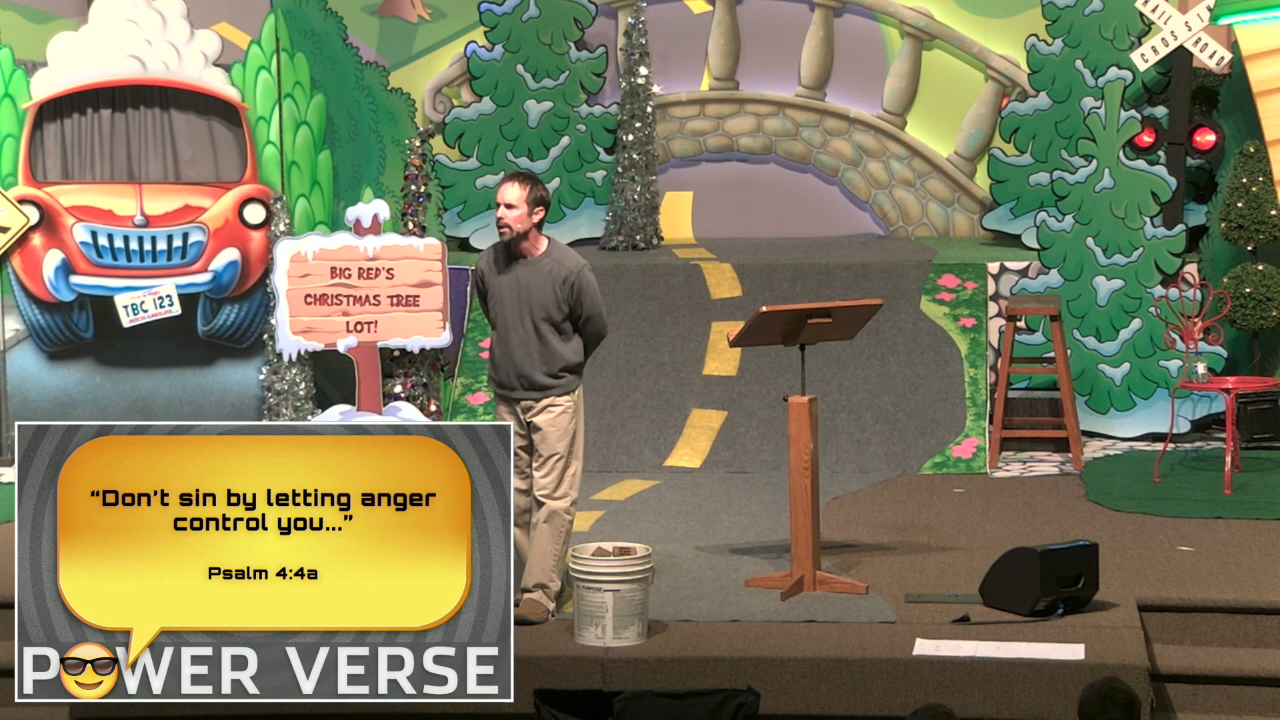 RAIL CROSSING ROAD
BIG RED'S
CHRISTMAS TREE
LOT!
TBC 123
“Don’t sin by letting anger
control you...”
Psalm 4:4a
POWER VERSE